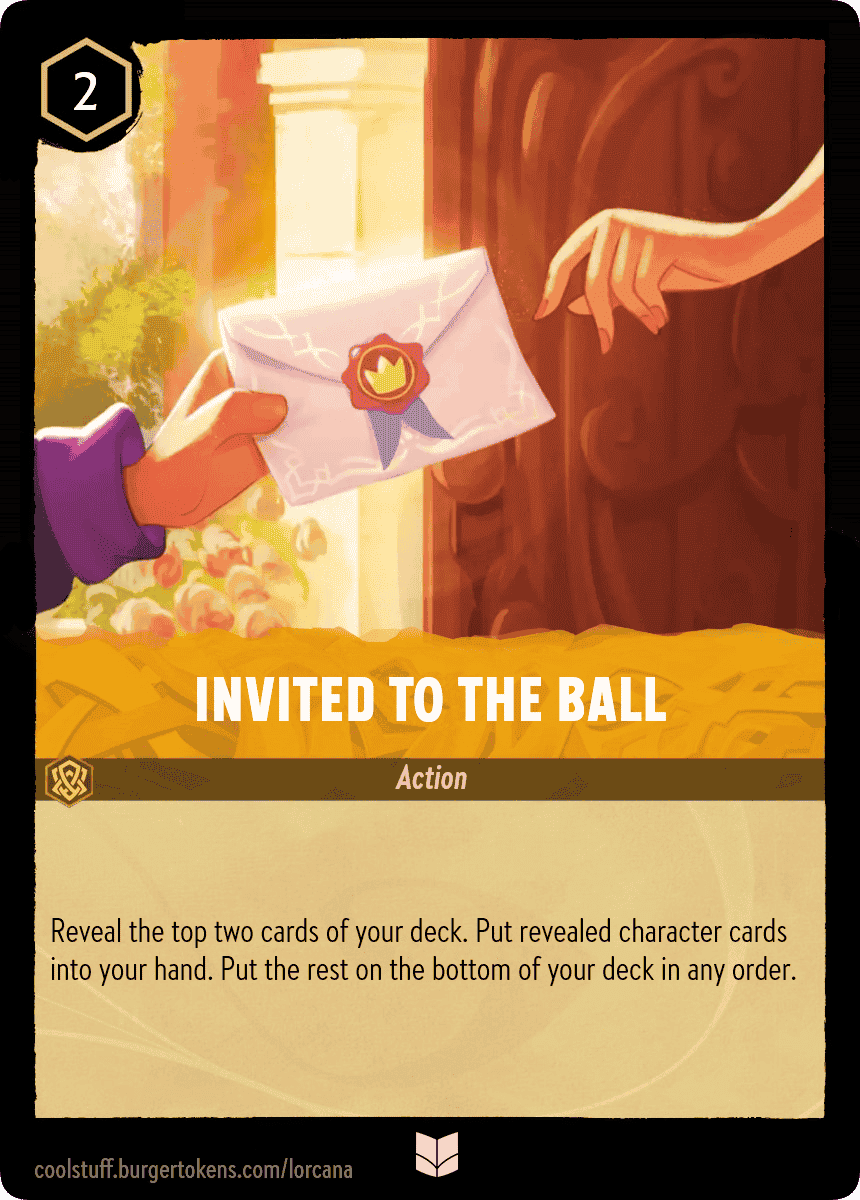 2
INVITED TO THE BALL
Action
Reveal the top two cards of your deck. Put revealed character cards
into your hand. Put the rest on the bottom of your deck in any order.
coolstuff.burgertokens.com/lorcana